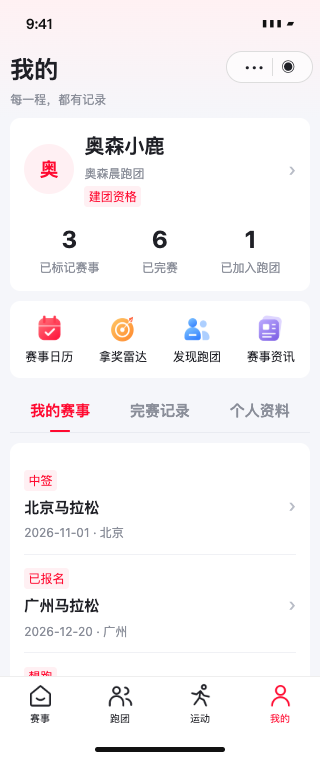 9:41
我的
每一程，都有记录
奥
奥森小鹿
奥森晨跑团
建团资格
3 6 1
已标记赛事 已完赛 已加入跑团
赛事日历 拿奖雷达 发现跑团 赛事资讯
我的赛事 完赛记录 个人资料
中签
北京马拉松
2026-11-01 · 北京
已报名
广州马拉松
2026-12-20 · 广州
赛事 跑团 运动 我的